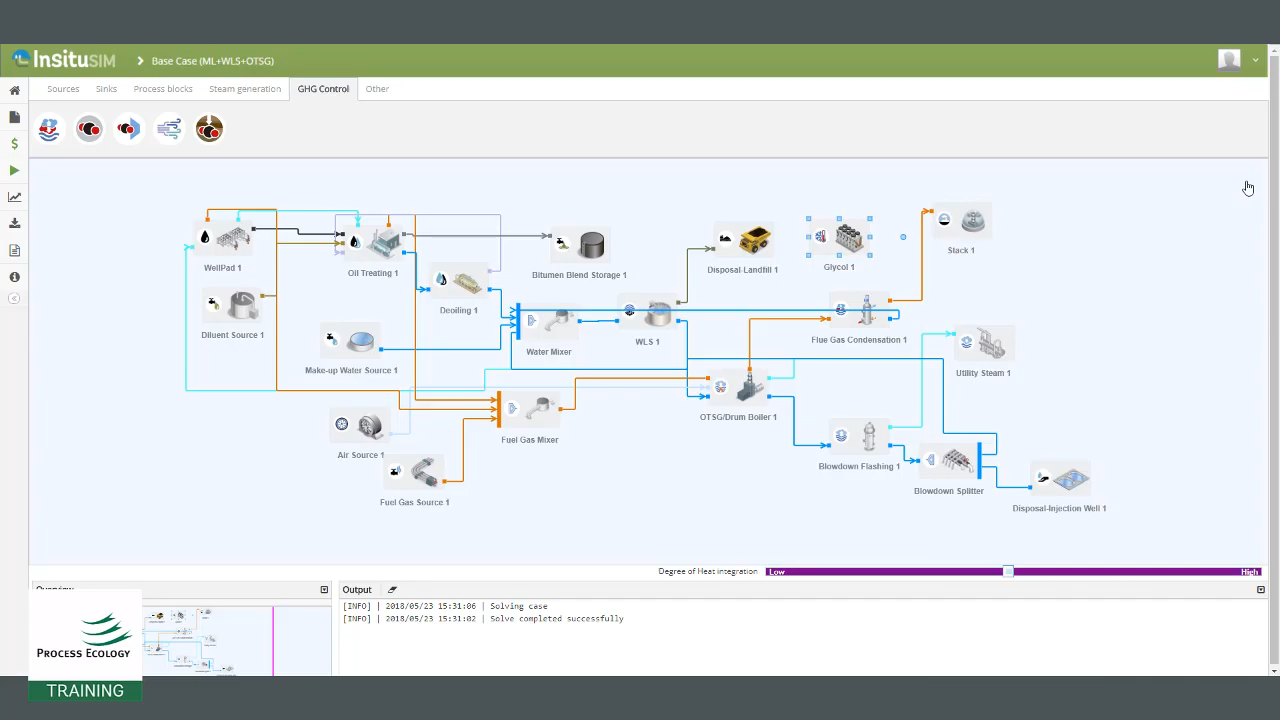 InsituSIM
Base Case (ML+WLS+OTSG)
Sources
Sinks
Process blocks
Steam generation
GHG Control
Other
WellPad 1
Oil Treating 1
Bitumen Blend Storage 1
Disposal-Landfill 1
Glycol 1
Stack 1
Diluent Source 1
Deoiling 1
Water Mixer
WLS 1
Flue Gas Condensation 1
Make-up Water Source 1
Utility Steam 1
OTSG/Drum Boiler 1
Air Source 1
Fuel Gas Mixer
Fuel Gas Source 1
Blowdown Flashing 1
Blowdown Splitter
Disposal-Injection Well 1
Degree of Heat integration
Low
High
Overview
Output
[INFO] | 2018/05/23 15:31:06 | Solving case
[INFO] | 2018/05/23 15:31:02 | Solve completed successfully
PROCESS ECOLOGY
TRAINING